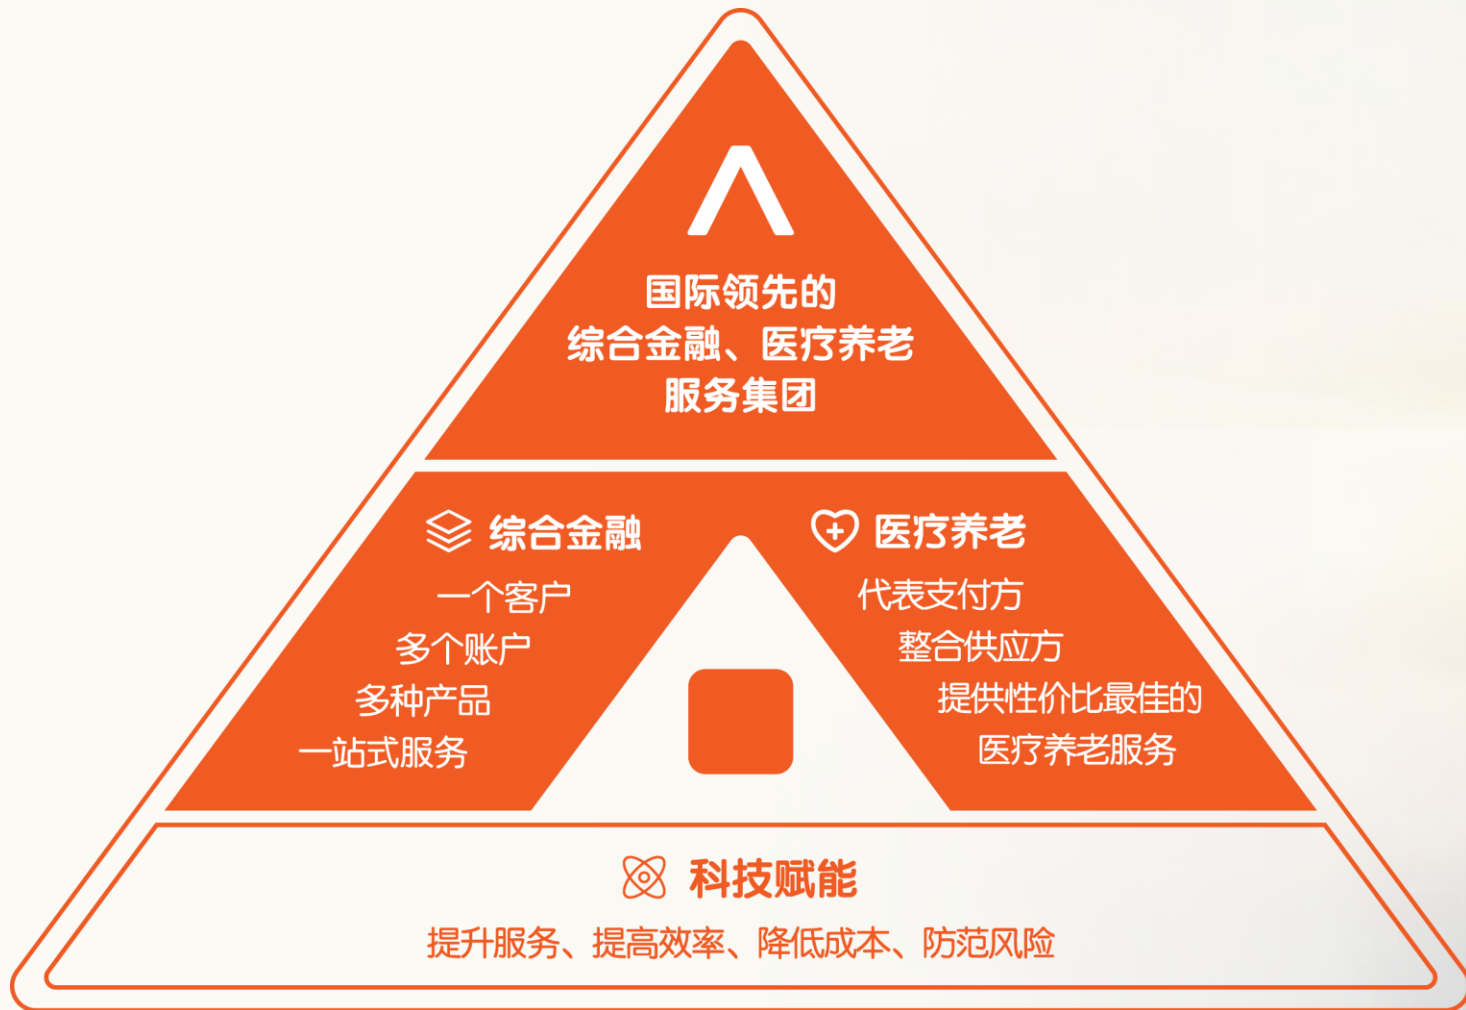 国际领先的
综合金融、医疗养老
服务集团
综合金融
一个客户
多个账户
多种产品
一站式服务
医疗养老
代表支付方
整合供应方
提供性价比最佳的
医疗养老服务
科技赋能
提升服务、提高效率、降低成本、防范风险